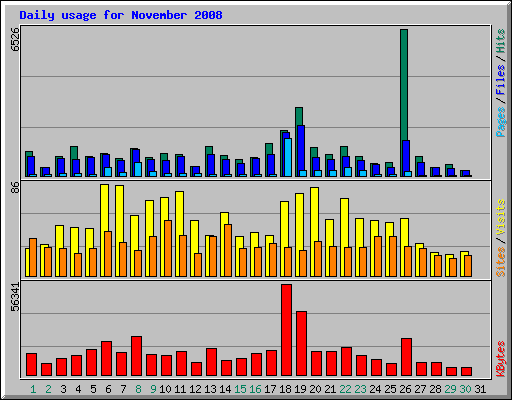 Daily usage for November 2008
6526
Pages / Files / Hits
86
Sites / Visits
56341
KBytes
1 2 3 4 5 6 7 8 9 10 11 12 13 14 15 16 17 18 19 20 21 22 23 24 25 26 27 28 29 30 31